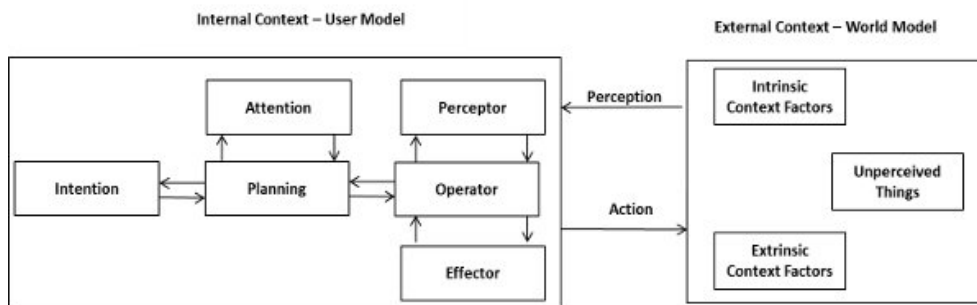 Internal Context – User Model
External Context – World Model
Attention
Perceptor
Perception
Intrinsic
Context Factors
Intention
Planning
Operator
Unperceived
Things
Action
Effector
Extrinsic
Context Factors